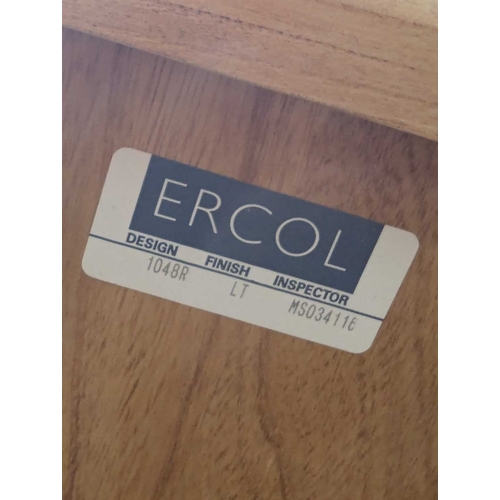 ERCOL
DESIGN FINISH INSPECTOR
1048R LT MS034116